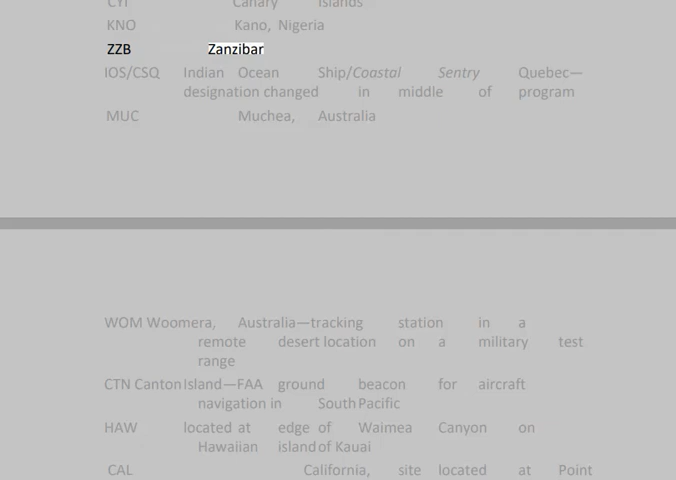 CYI Canary Islands
KNO Kano, Nigeria
ZZB Zanzibar
IOS/CSQ Indian Ocean Ship/Coastal Sentry Quebec—
designation changed in middle of program
MUC Muchea, Australia
WOM Woomera, Australia—tracking station in a
remote desert location on a military test
range
CTN Canton Island—FAA ground beacon for aircraft
navigation in South Pacific
HAW located at edge of Waimea Canyon on
Hawaiian island of Kauai
CAL California, site located at Point